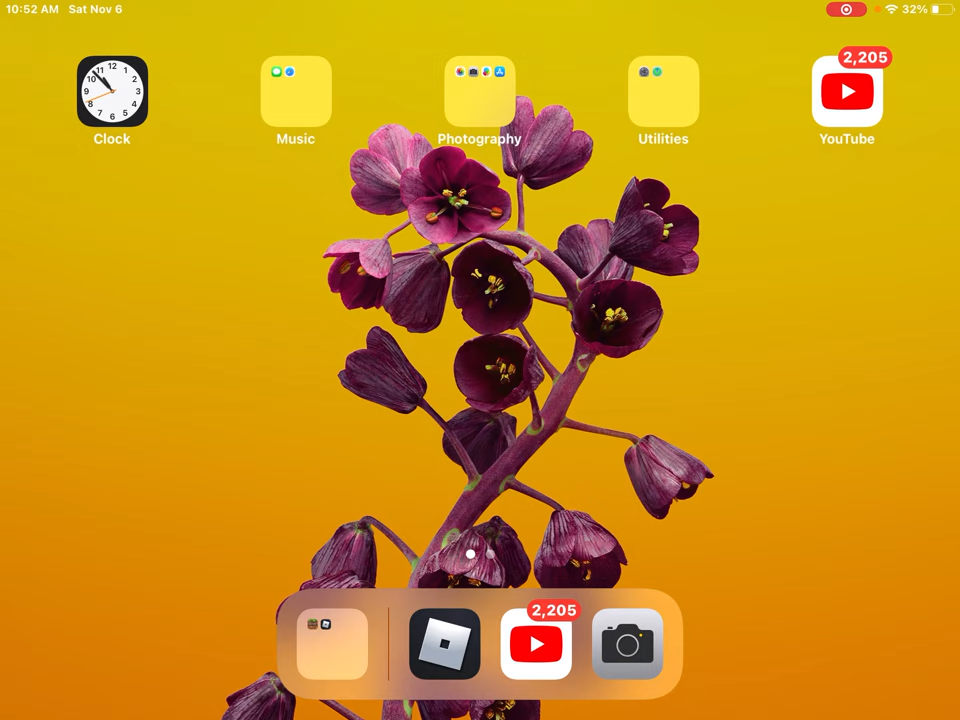 10:52 AM Sat Nov 6
32%
2,205
Clock
Music
Photography
Utilities
YouTube
2,205